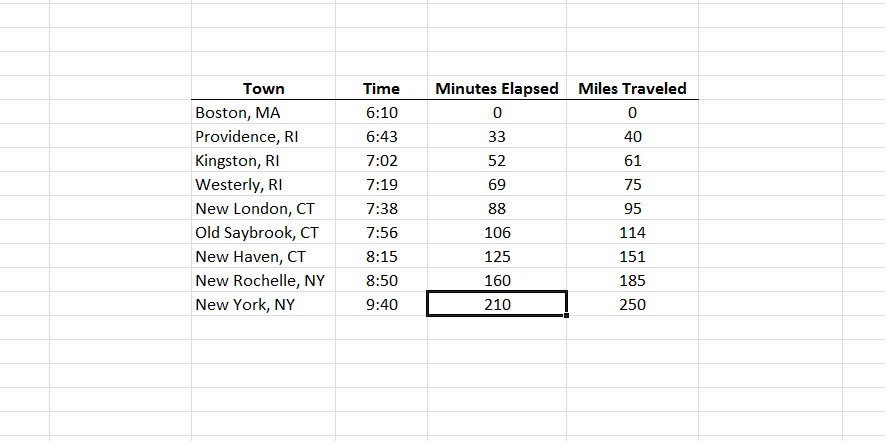 Town Time Minutes Elapsed Miles Traveled
Boston, MA 6:10 0 0
Providence, RI 6:43 33 40
Kingston, RI 7:02 52 61
Westerly, RI 7:19 69 75
New London, CT 7:38 88 95
Old Saybrook, CT 7:56 106 114
New Haven, CT 8:15 125 151
New Rochelle, NY 8:50 160 185
New York, NY 9:40 210 250